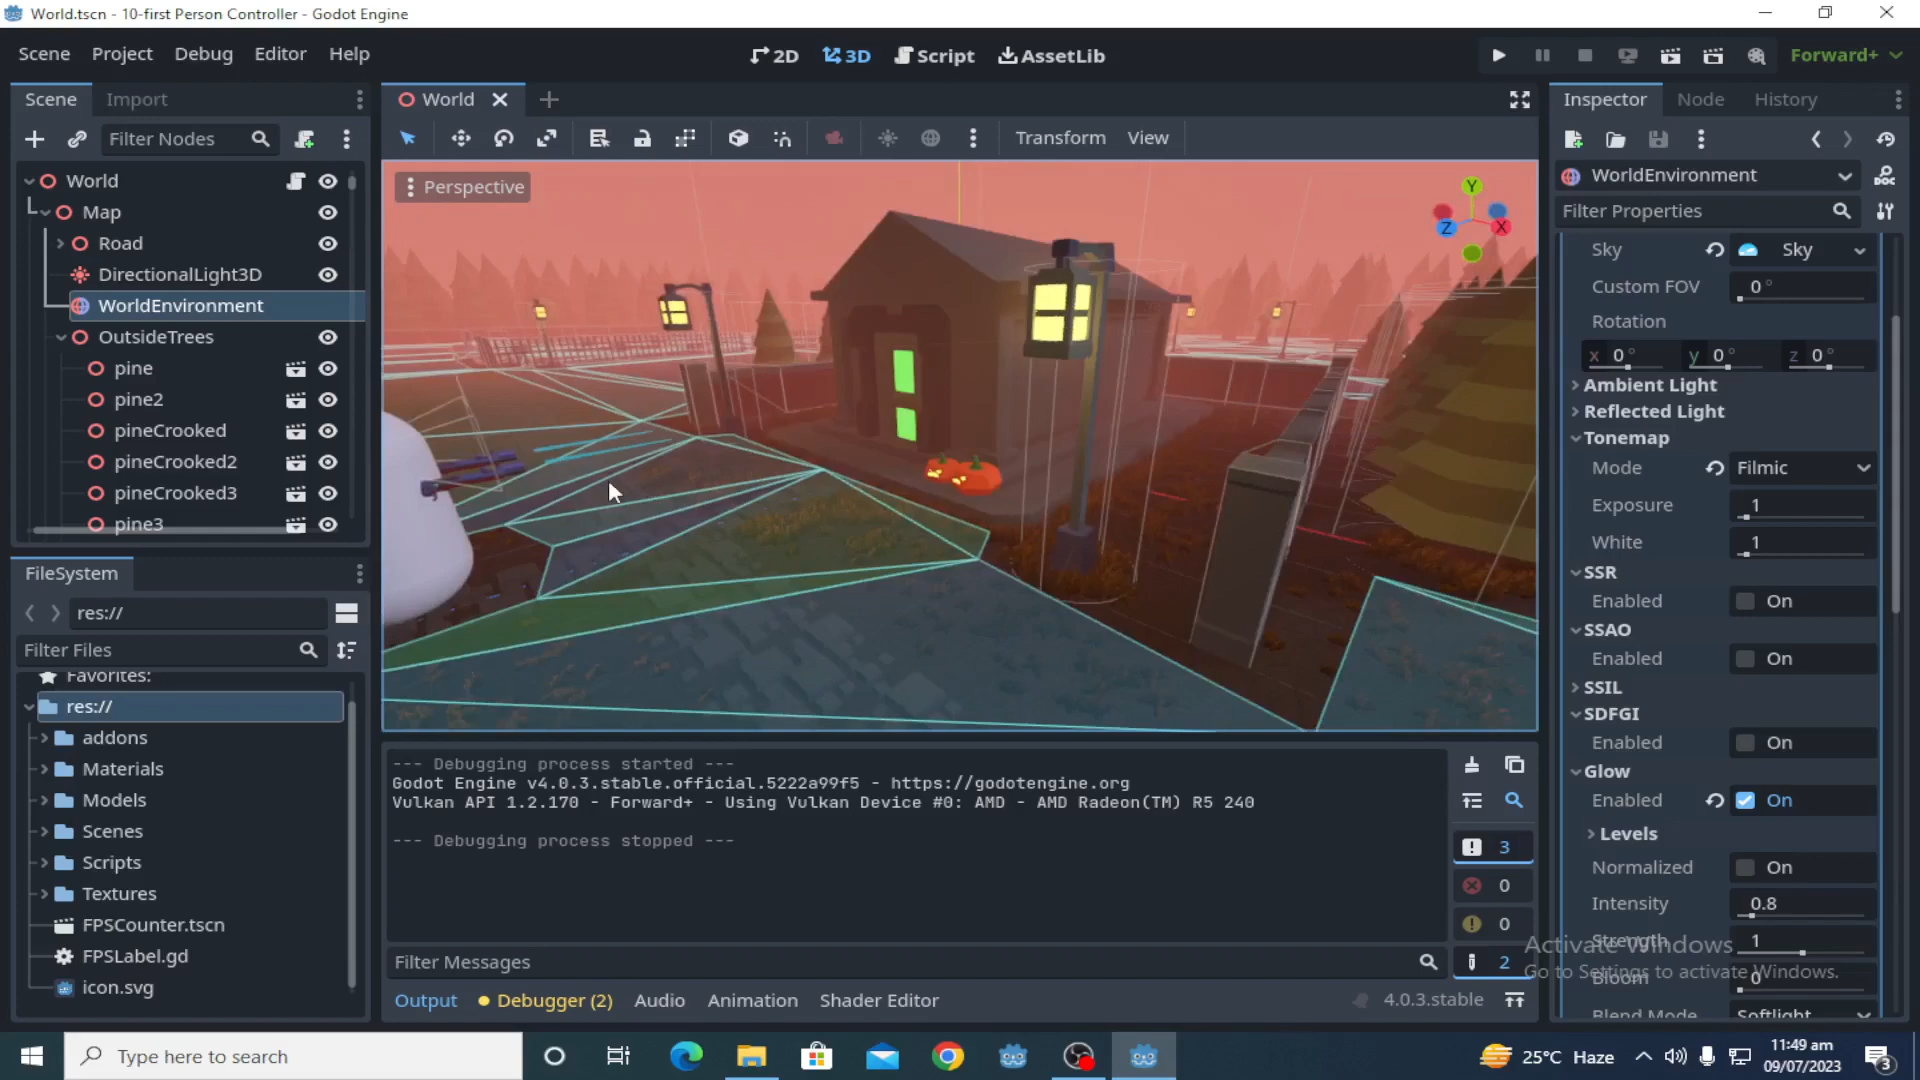 World.tscn - 10-first Person Controller - Godot Engine
Scene Project Debug Editor Help
2D 3D Script AssetLib
Forward+
Scene Import
World
Inspector Node History
Filter Nodes
Transform View
World
Map
Road
DirectionalLight3D
WorldEnvironment
OutsideTrees
pine
pine2
pineCrooked
pineCrooked2
pineCrooked3
pine3
Perspective
Y
Z X
FileSystem
res://
Filter Files
Favorites:
res://
addons
Materials
Models
Scenes
Scripts
Textures
FPSCounter.tscn
FPSLabel.gd
icon.svg
--- Debugging process started ---
Godot Engine v4.0.3.stable.official.5222a99f5 - https://godotengine.org
Vulkan API 1.2.170 - Forward+ - Using Vulkan Device #0: AMD - AMD Radeon(TM) R5 240
--- Debugging process stopped ---
3
0
0
2
Filter Messages
Output Debugger (2) Audio Animation Shader Editor
4.0.3.stable
WorldEnvironment
DOC
Filter Properties
Sky Sky
Custom FOV 0 °
Rotation
x 0 ° y 0 ° z 0 °
Ambient Light
Reflected Light
Tonemap
Mode Filmic
Exposure 1
White 1
SSR
Enabled On
SSAO
Enabled On
SSIL
SDFGI
Enabled On
Glow
Enabled On
Levels
Normalized On
Intensity 0.8
Strength 1
Bloom 0
Blend Mode Softlight
Activate Windows
Go to Settings to activate Windows.
Type here to search
25°C Haze
11:49 am
09/07/2023
3